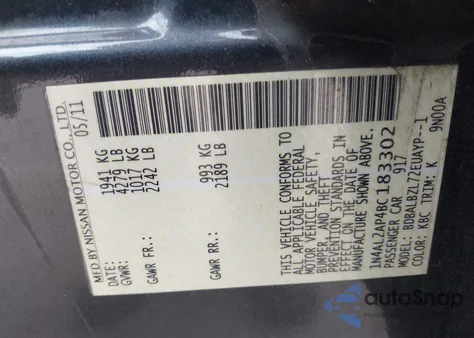 MFD BY NISSAN MOTOR CO., LTD.
05/11
1941 KG
GVWR: 4279 LB
1017 KG
GAWR FR.: 2242 LB
993 KG
GAWR RR.: 2189 LB
THIS VEHICLE CONFORMS TO
ALL APPLICABLE FEDERAL
MOTOR VEHICLE SAFETY,
BUMPER AND THEFT
PREVENTION STANDARDS IN
EFFECT ON THE DATE OF
MANUFACTURE SHOWN ABOVE.
1N4AL2AP4BC183302
PASSENGER CAR 917
MODEL: BDBALBZL72EUAYP--1
COLOR: KBC TRIM: K 9N00A
autoSnap